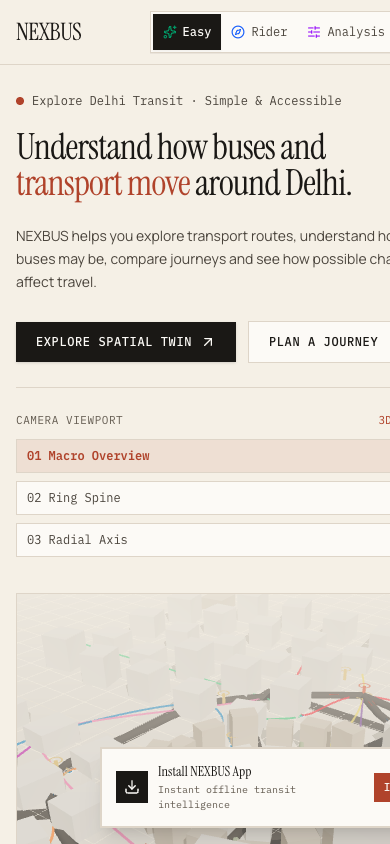 NEXBUS
Easy Rider Analysis
Explore Delhi Transit · Simple & Accessible
Understand how buses and
transport move around Delhi.
NEXBUS helps you explore transport routes, understand
buses may be, compare journeys and see how possible
affect travel.
EXPLORE SPATIAL TWIN PLAN A JOURNEY
CAMERA VIEWPORT 3D
01 Macro Overview
02 Ring Spine
03 Radial Axis
Install NEXBUS App
Instant offline transit
intelligence